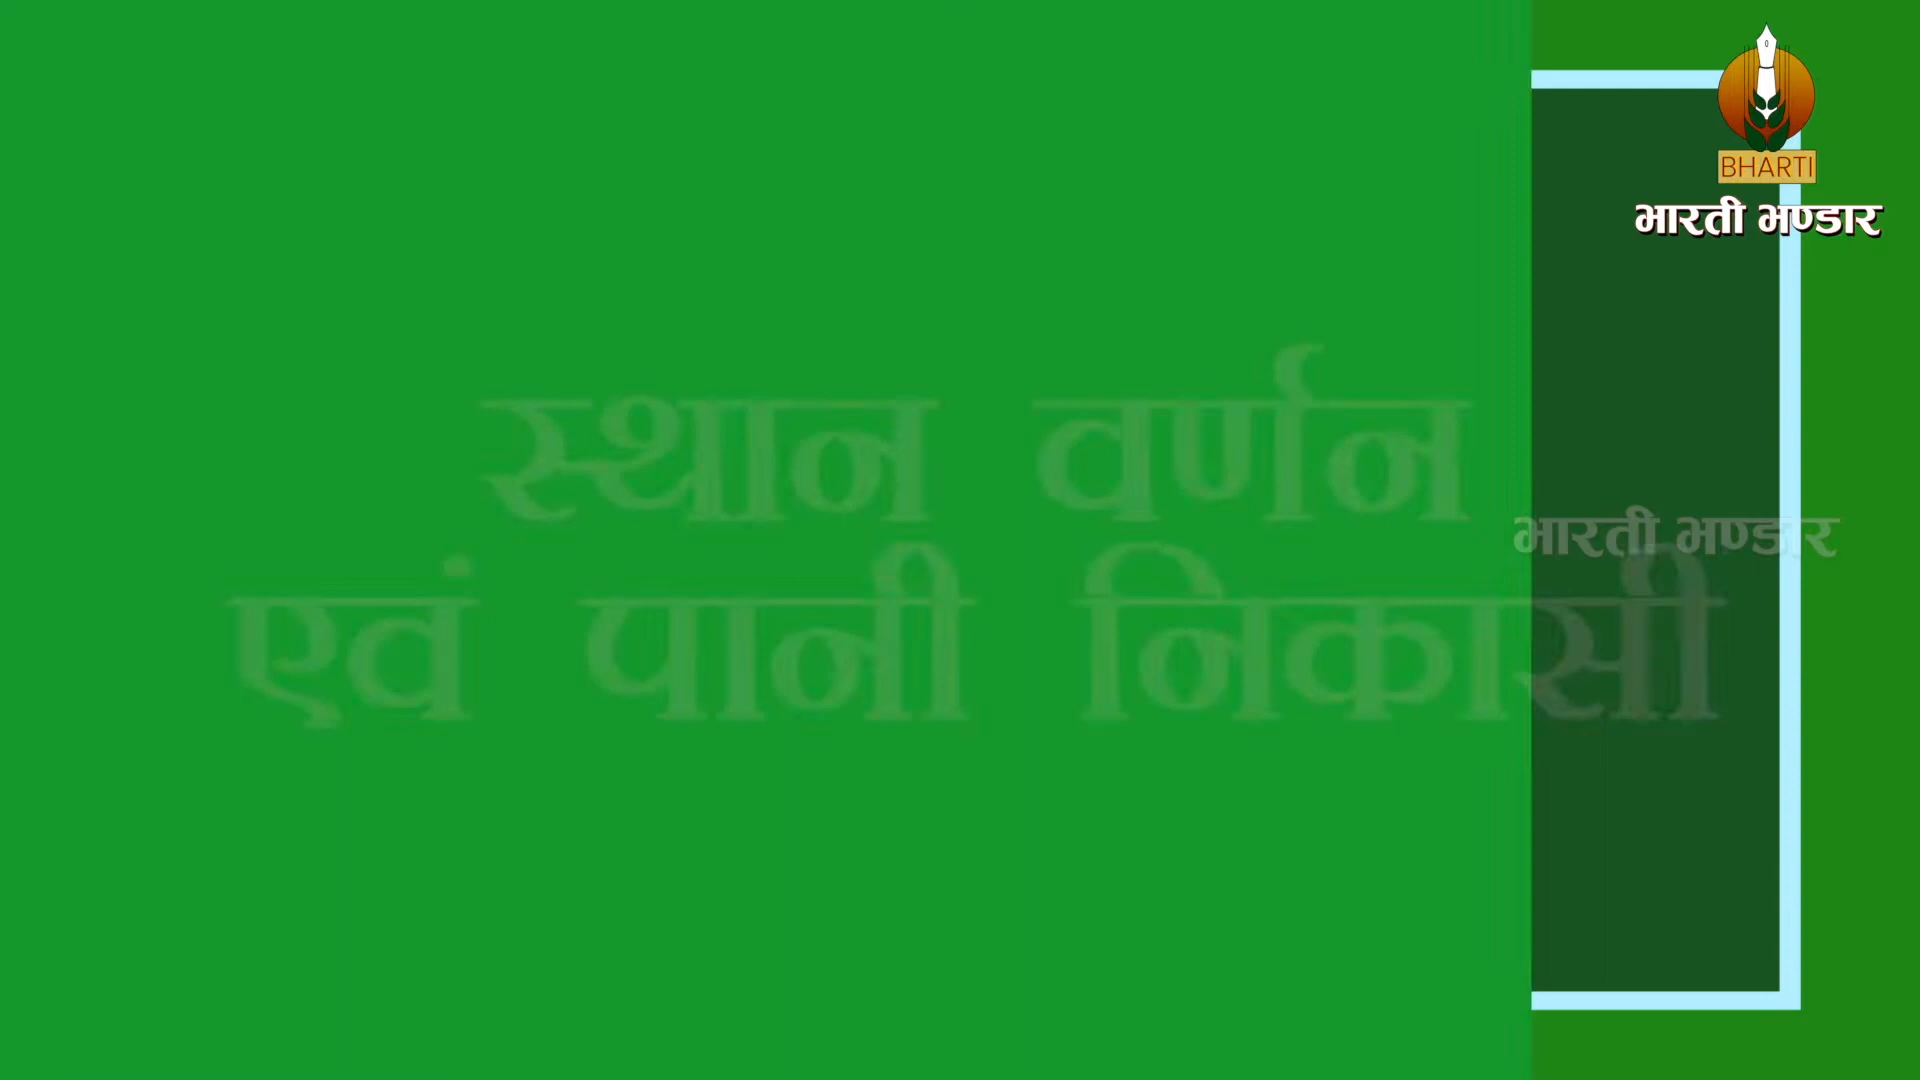 BHARTI
भारती भण्डार
स्थान वर्णन
भारती भण्डार
एवं पानी निकासी